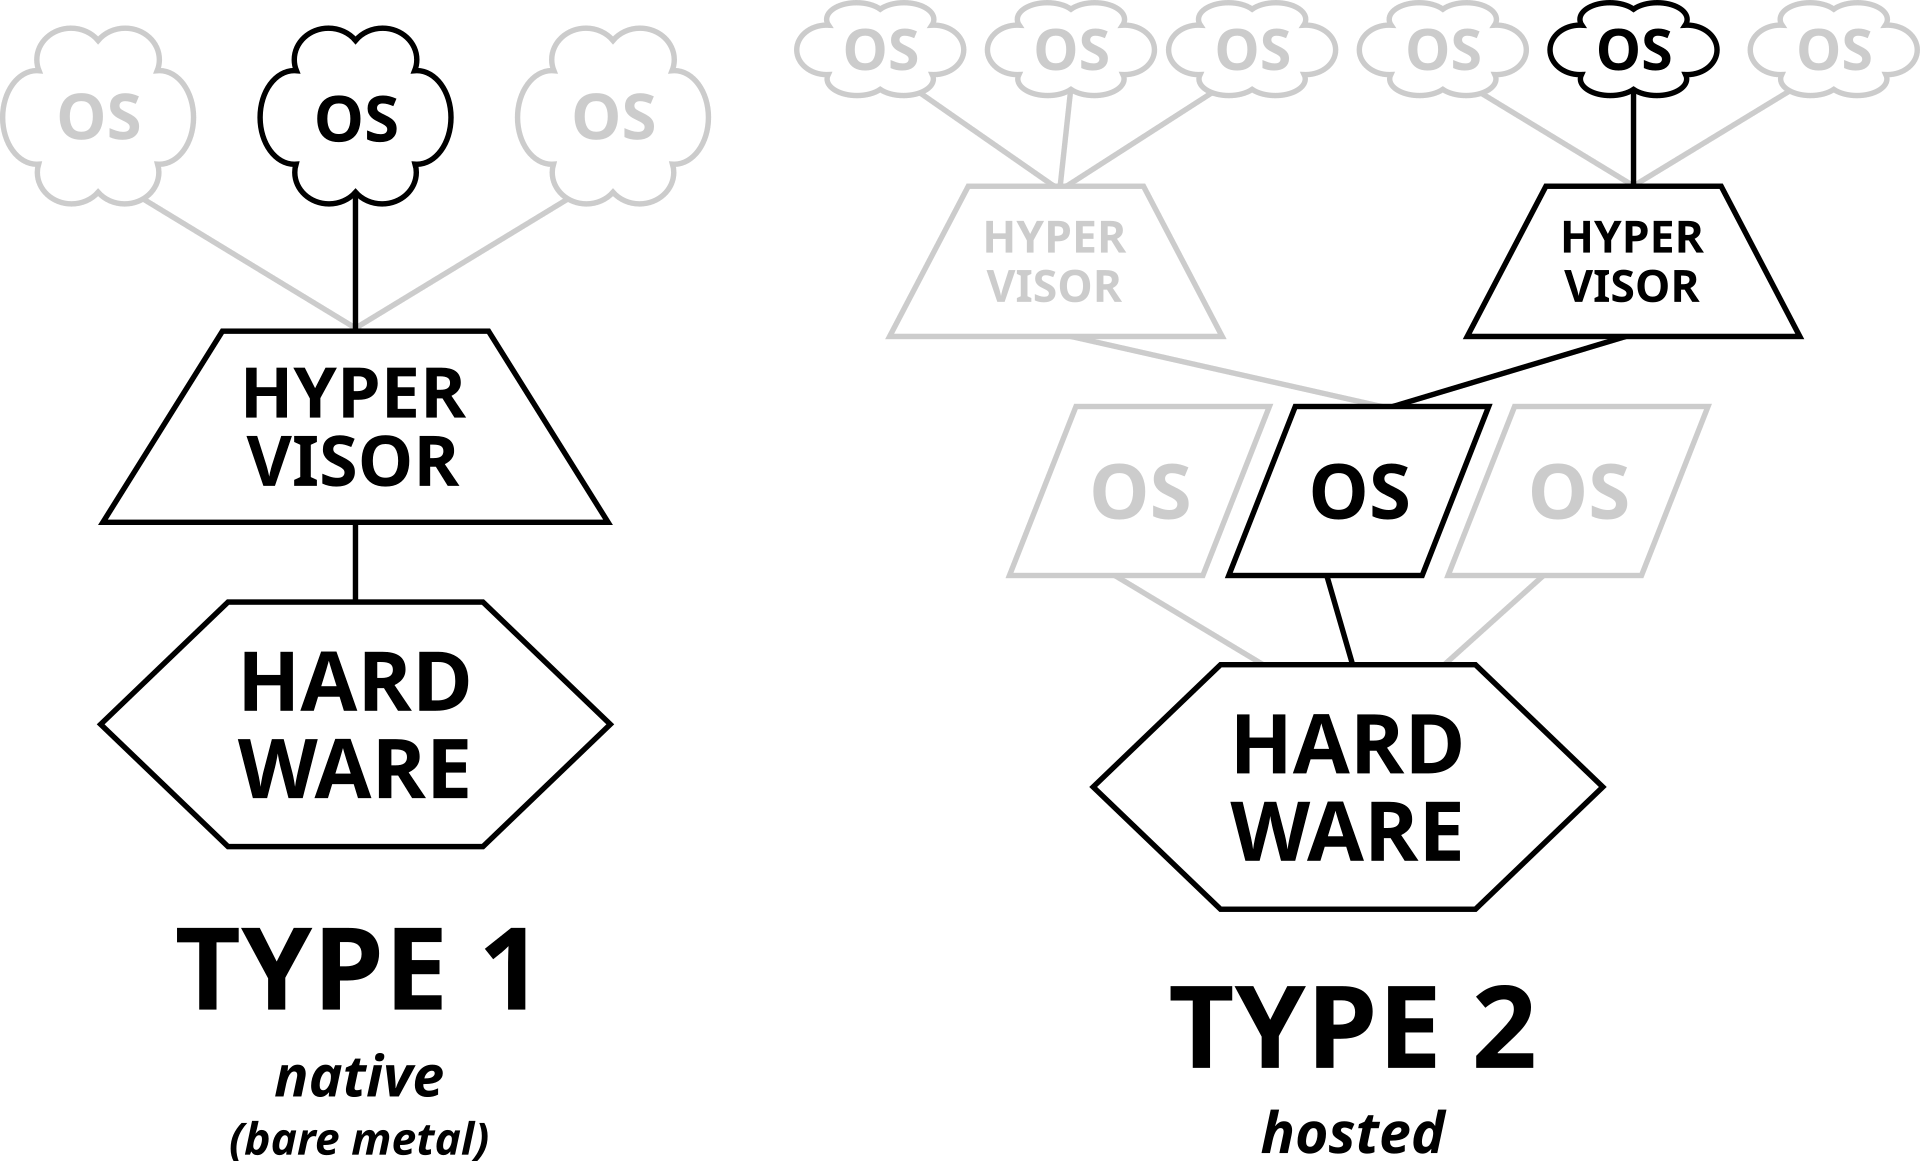 OS
OS
OS
HYPER
VISOR
HARD
WARE
TYPE 1
native
(bare metal)
OS
OS
OS
OS
OS
OS
HYPER
VISOR
HYPER
VISOR
OS
OS
OS
HARD
WARE
TYPE 2
hosted